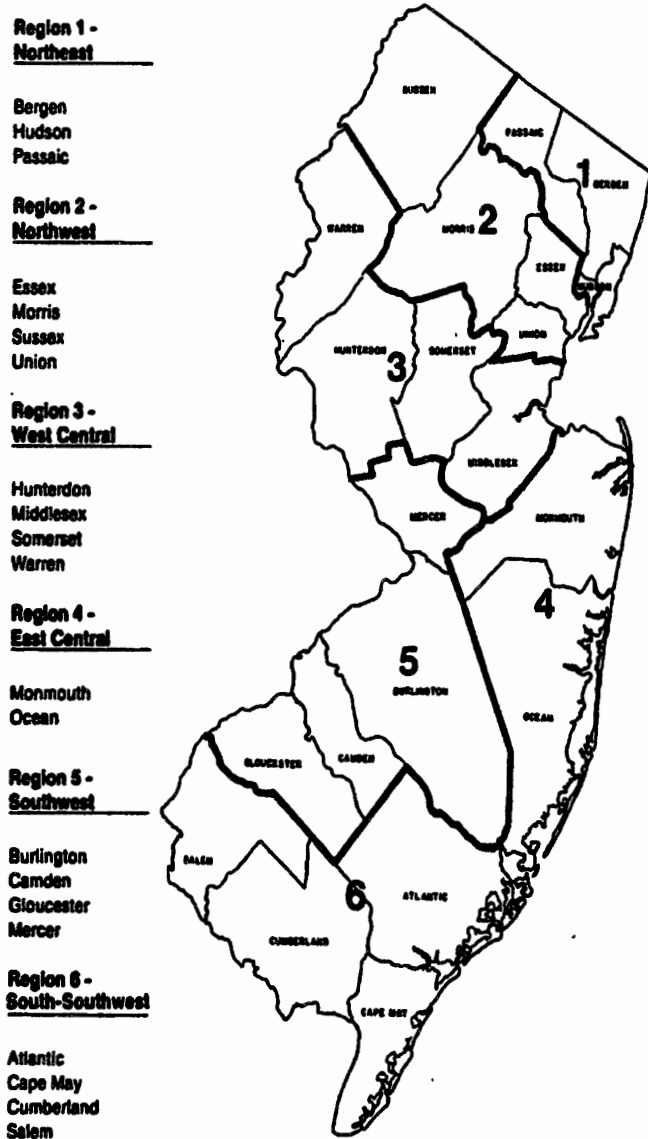 Region 1 -
Northeast
Bergen
Hudson
Passaic
Region 2 -
Northwest
Essex
Morris
Sussex
Union
Region 3 -
West Central
Hunterdon
Middlesex
Somerset
Warren
Region 4 -
East Central
Monmouth
Ocean
Region 5 -
Southwest
Burlington
Camden
Gloucester
Mercer
Region 6 -
South-Southwest
Atlantic
Cape May
Cumberland
Salem
SUSSEX
PASSAIC
1
BERGEN
WARREN
MORRIS
2
ESSEX
HUDSON
UNION
HUNTERDON
3
SOMERSET
MIDDLESEX
MERCER
MONMOUTH
4
5
BURLINGTON
OCEAN
GLOUCESTER
CAMDEN
SALEM
6
ATLANTIC
CUMBERLAND
CAPE MAY